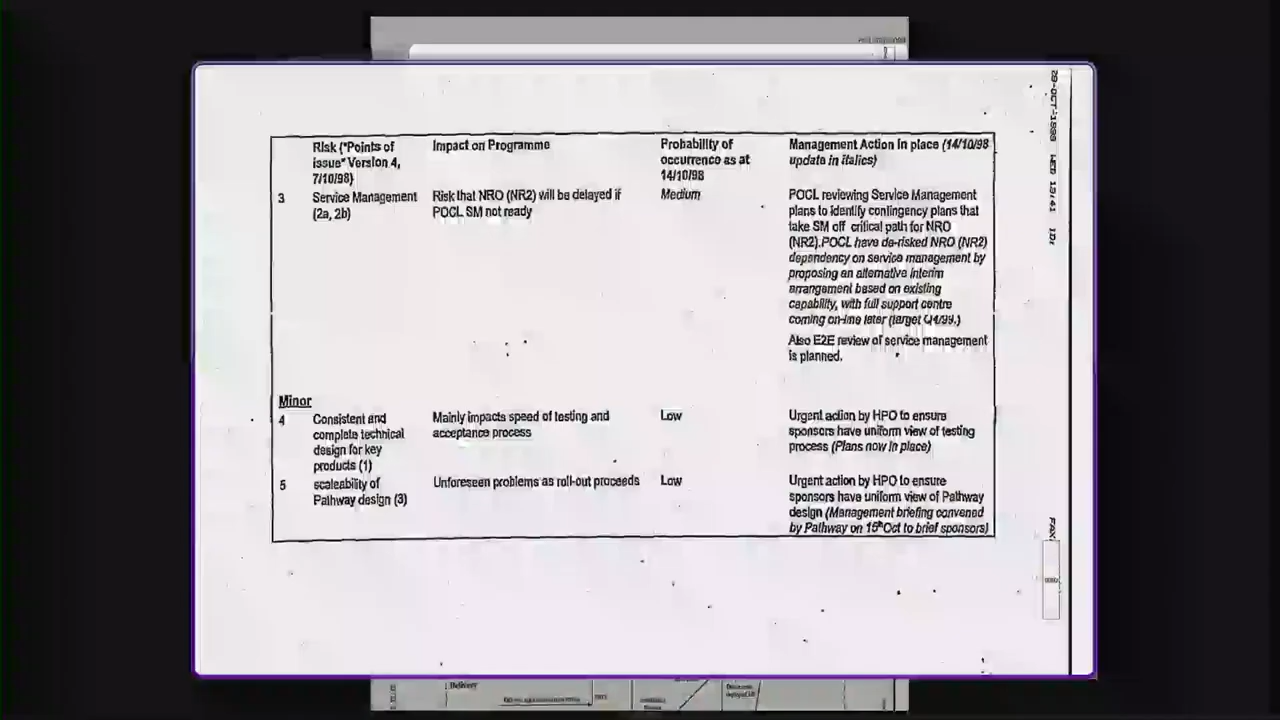 Risk ("Points of
issue" Version 4,
7/10/98)
Impact on Programme
Probability of
occurrence as at
14/10/98
Management Action in place (14/10/98
update in italics)
3
Service Management
(2a, 2b)
Risk that NRO (NR2) will be delayed if
POCL SM not ready
Medium
POCL reviewing Service Management
plans to identify contingency plans that
take SM off critical path for NRO
(NR2).POCL have de-risked NRO (NR2)
dependency on service management by
proposing an alternative interim
arrangement based on existing
capability, with full support centre
coming on-line later (target Q4/99.)
Also E2E review of service management
is planned.
Minor
4
Consistent and
complete technical
design for key
products (1)
Mainly impacts speed of testing and
acceptance process
Low
Urgent action by HPO to ensure
sponsors have uniform view of testing
process (Plans now in place)
5
scaleability of
Pathway design (3)
Unforeseen problems as roll-out proceeds
Low
Urgent action by HPO to ensure
sponsors have uniform view of Pathway
design (Management briefing convened
by Pathway on 15th Oct to brief sponsors)
WED 13:41 ID:
FAX:
Delivery